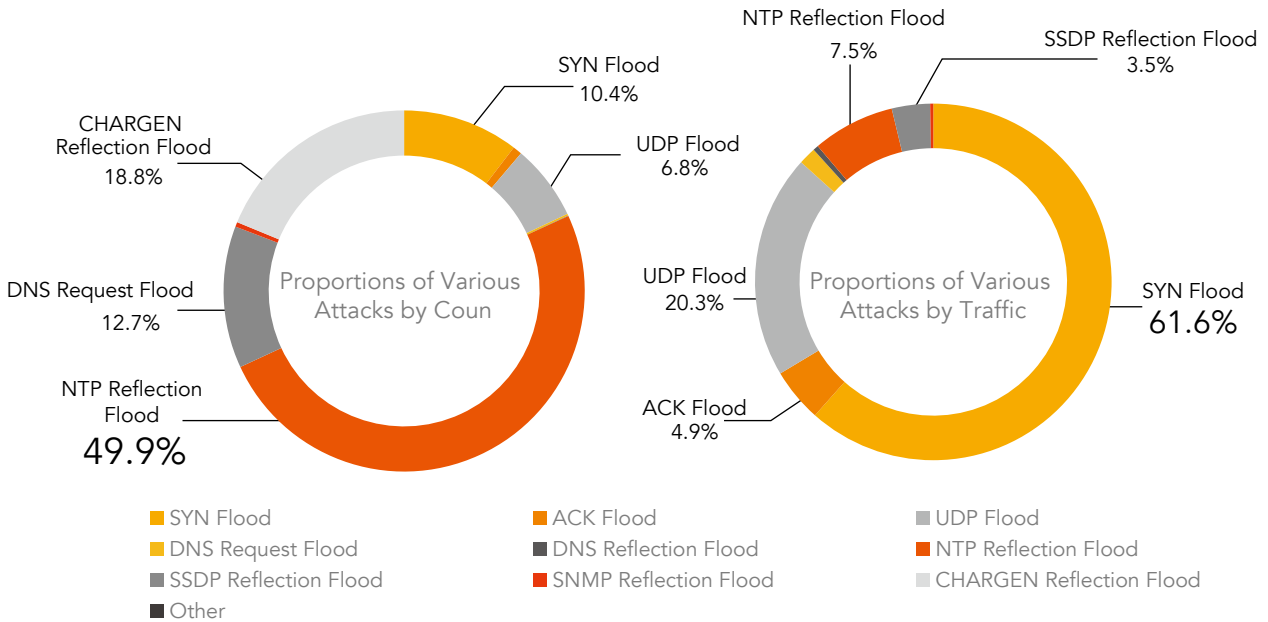 SYN Flood
10.4%
CHARGEN
Reflection Flood
18.8%
UDP Flood
6.8%
DNS Request Flood
12.7%
NTP Reflection
Flood
49.9%
Proportions of Various
Attacks by Coun
NTP Reflection Flood
7.5%
SSDP Reflection Flood
3.5%
UDP Flood
20.3%
SYN Flood
61.6%
ACK Flood
4.9%
Proportions of Various
Attacks by Traffic
SYN Flood
ACK Flood
UDP Flood
DNS Request Flood
DNS Reflection Flood
NTP Reflection Flood
SSDP Reflection Flood
SNMP Reflection Flood
CHARGEN Reflection Flood
Other